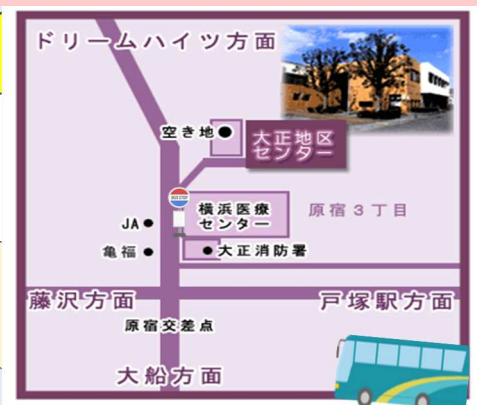 ドリームハイツ方面
空き地
大正地区
センター
横浜医療
センター
原宿3丁目
JA
亀福
大正消防署
藤沢方面
戸塚駅方面
原宿交差点
大船方面